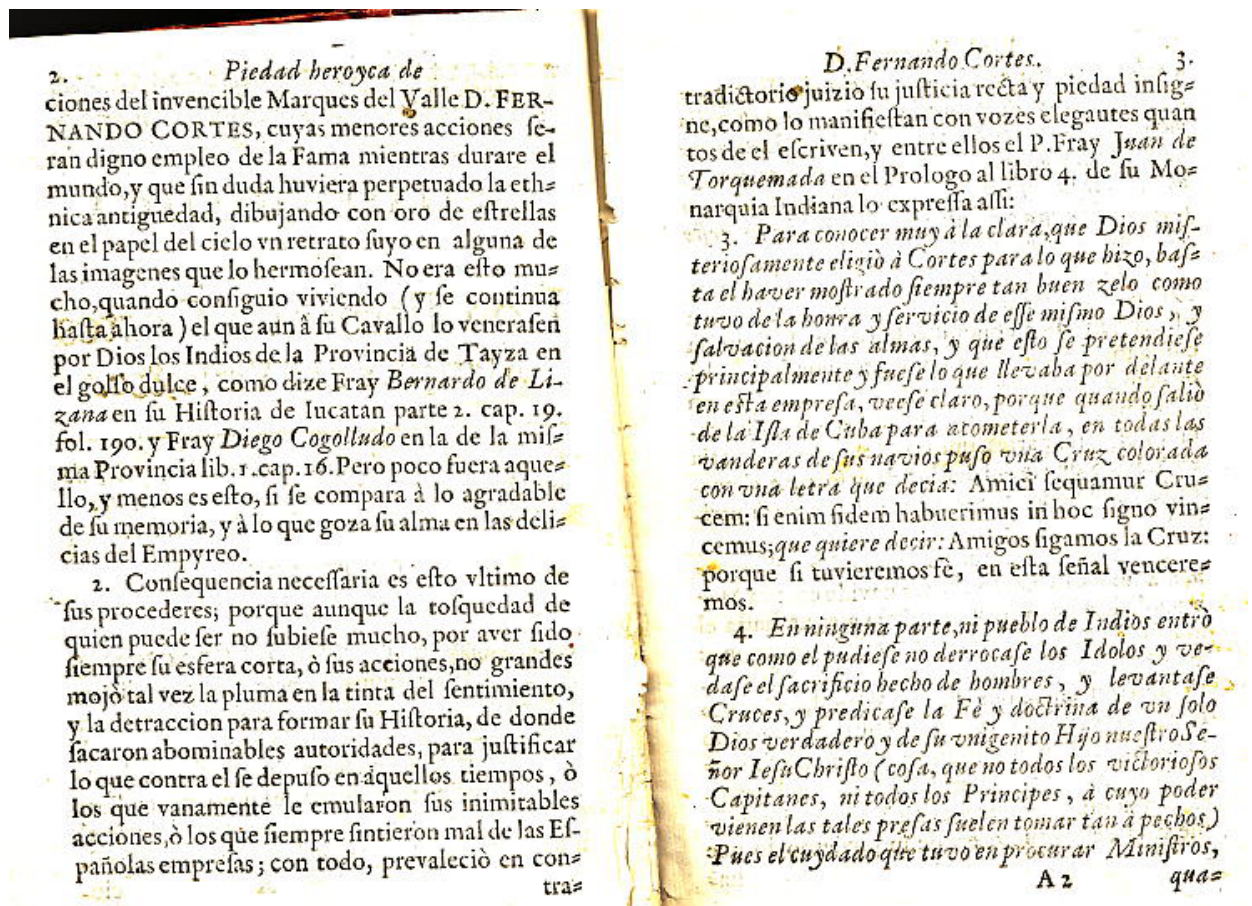 2. Piedad heroyca de
ciones del invencible Marques del Valle D. FER-
NANDO CORTES, cuyas menores acciones ſe-
ran digno empleo de la Fama mientras durare el
mundo, y que ſin duda huviera perpetuado la eth=
nica antiguedad, dibujando con oro de eſtrellas
en el papel del cielo vn retrato ſuyo en alguna de
las imagenes que lo hermoſean. No era eſto mu=
cho, quando conſiguio viviendo (y ſe continua
haſta ahora) el que aun â ſu Cavallo lo veneraſen
por Dios los Indios de la Provincia de Tayza en
el golfo dulce, como dize Fray Bernardo de Li-
zana en ſu Hiſtoria de Iucatan parte 2. cap. 19.
fol. 190. y Fray Diego Cogolludo en la de la miſ=
ma Provincia lib. 1. cap. 16. Pero poco fuera aque=
llo, y menos es eſto, ſi ſe compara à lo agradable
de ſu memoria, y à lo que goza ſu alma en las deli=
cias del Empyreo.
2. Conſequencia neceſſaria es eſto vltimo de
ſus procederes; porque aunque la toſquedad de
quien puede ſer no ſubieſe mucho, por aver ſido
ſiempre ſu esfera corta, ò ſus acciones, no grandes
mojò tal vez la pluma en la tinta del ſentimiento,
y la detraccion para formar ſu Hiſtoria, de donde
ſacaron abominables autoridades, para juſtificar
lo que contra el ſe depuſo en aquellos tiempos, ò
los que vanamente le emularon ſus inimitables
acciones, ò los que ſiempre ſintieron mal de las Eſ-
pañolas empreſas; con todo, prevaleciò en con=
tra=
D. Fernando Cortes. 3.
tradictorio juizio ſu juſticia recta y piedad inſig=
ne, como lo manifieſtan con vozes elegautes quan
tos de el eſcriven, y entre ellos el P. Fray Juan de
Torquemada en el Prologo al libro 4. de ſu Mo=
narquia Indiana lo expreſſa aſſi:
3. Para conocer muy à la clara, que Dios miſ-
terioſamente eligiò à Cortes para lo que hizo, baſ=
ta el haver moſtrado ſiempre tan buen zelo como
tuvo de la honra y ſervicio de eſſe miſmo Dios, y
ſalvacion de las almas, y que eſto ſe pretendieſe
principalmente y fueſe lo que llevaba por delante
en eſta empreſa, veeſe claro, porque quando ſaliò
de la Iſla de Cuba para acometerla, en todas las
vanderas de ſus navios puſo vna Cruz colorada
con vna letra que decia: Amici ſequamur Cru=
cem: ſi enim fidem habuerimus in hoc ſigno vin=
cemus; que quiere decir: Amigos ſigamos la Cruz:
porque ſi tuvieremos fè, en eſta ſeñal vencere=
mos.
4. En ninguna parte, ni pueblo de Indios entrò
que como el pudieſe no derrocaſe los Idolos y ve=
daſe el ſacrificio hecho de hombres, y levantaſe
Cruces, y predicaſe la Fè y doctrina de vn ſolo
Dios verdadero y de ſu vnigenito Hijo nueſtro Se-
ñor IeſuChriſto (coſa, que no todos los victorioſos
Capitanes, ni todos los Principes, à cuyo poder
vienen las tales preſas ſuelen tomar tan à pechos)
Pues el cuydado que tuvo en procurar Miniſtros,
A 2 qua=